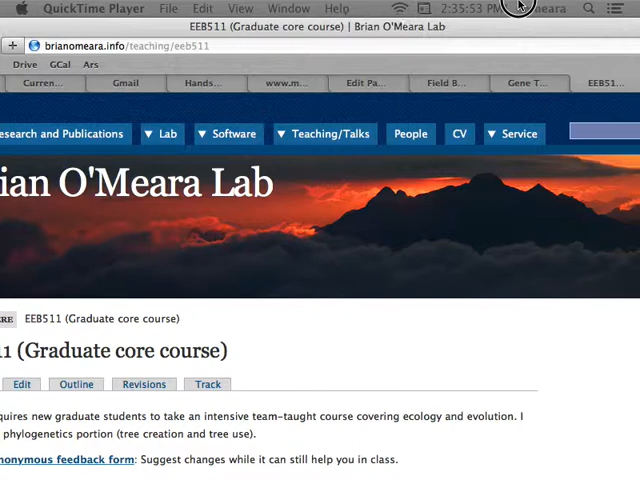 QuickTime Player File Edit View Window Help 2:35:53 PM meara
EEB511 (Graduate core course) | Brian O'Meara Lab
+ brianomeara.info/teaching/eeb511
Drive GCal Ars
Curren... Gmail Hands... www.m... Edit Pa... Field B... Gene T... EEB51...
esearch and Publications ▼ Lab ▼ Software ▼ Teaching/Talks People CV ▼ Service
ian O'Meara Lab
ERE EEB511 (Graduate core course)
11 (Graduate core course)
Edit Outline Revisions Track
quires new graduate students to take an intensive team-taught course covering ecology and evolution. I
phylogenetics portion (tree creation and tree use).
nonymous feedback form: Suggest changes while it can still help you in class.